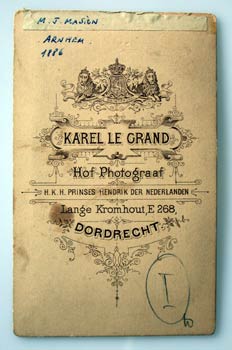 M. J. MASION
ARNHEM.
1886
KAREL LE GRAND
Hof Photograaf
H.K.H. PRINSES HENDRIK DER NEDERLANDEN
Lange Kromhout, E 268,
DORDRECHT
I